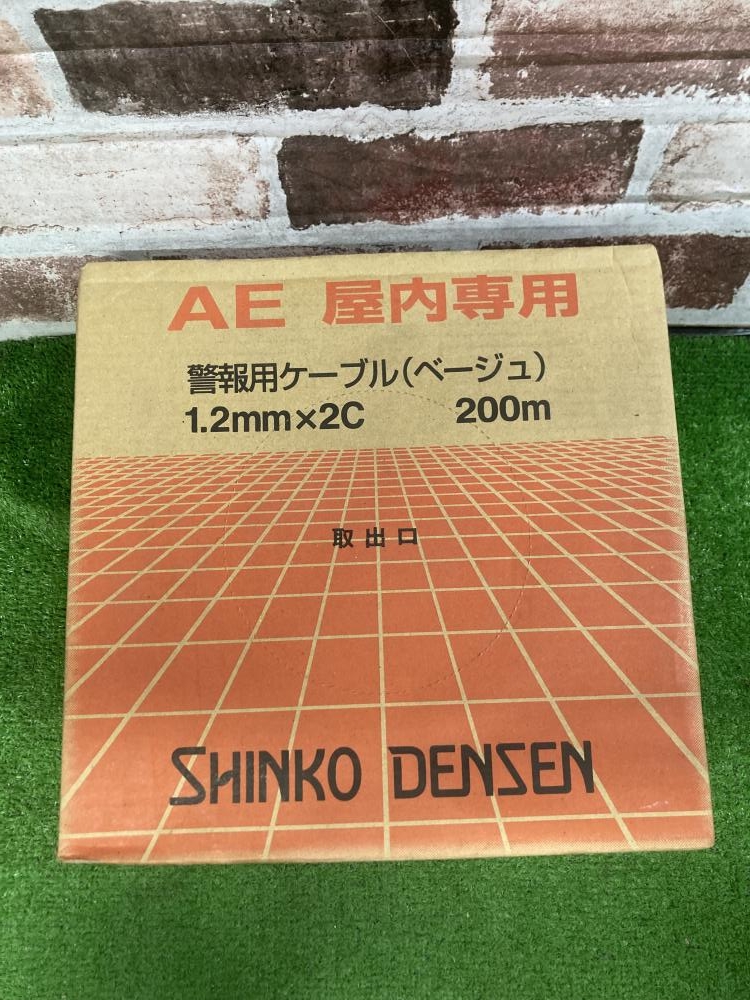 AE 屋内専用
警報用ケーブル(ベージュ)
1.2mm×2C 200m
取出口
SHINKO DENSEN